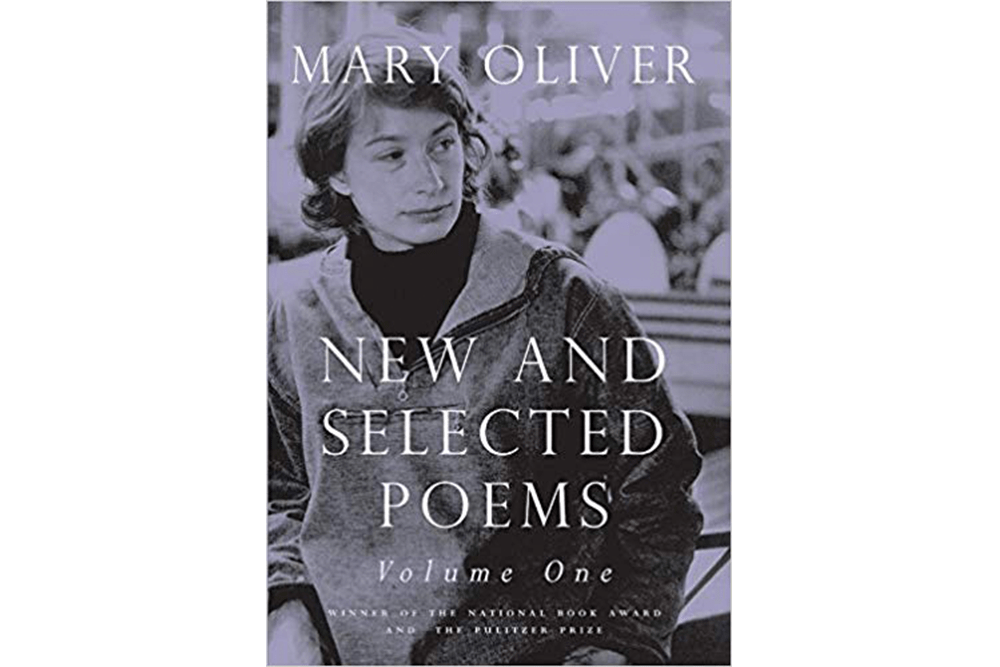 MARY OLIVER
NEW AND
SELECTED
POEMS
Volume One
WINNER OF THE NATIONAL BOOK AWARD
AND THE PULITZER PRIZE